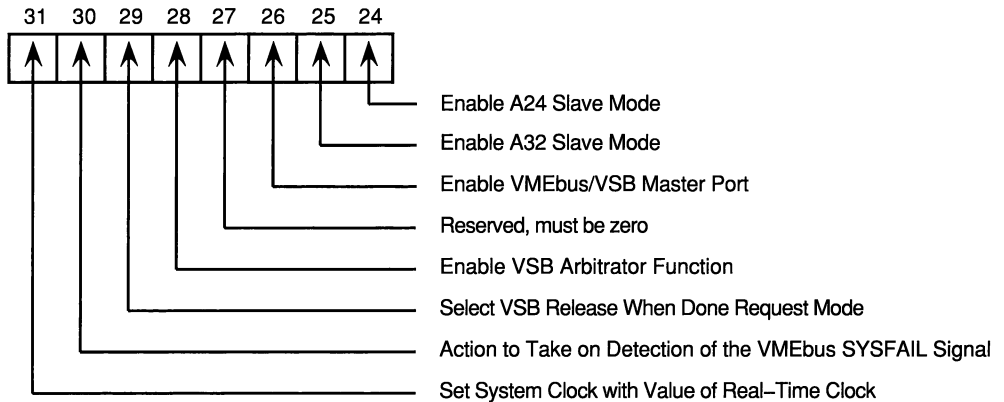 31 30 29 28 27 26 25 24
Enable A24 Slave Mode
Enable A32 Slave Mode
Enable VMEbus/VSB Master Port
Reserved, must be zero
Enable VSB Arbitrator Function
Select VSB Release When Done Request Mode
Action to Take on Detection of the VMEbus SYSFAIL Signal
Set System Clock with Value of Real–Time Clock